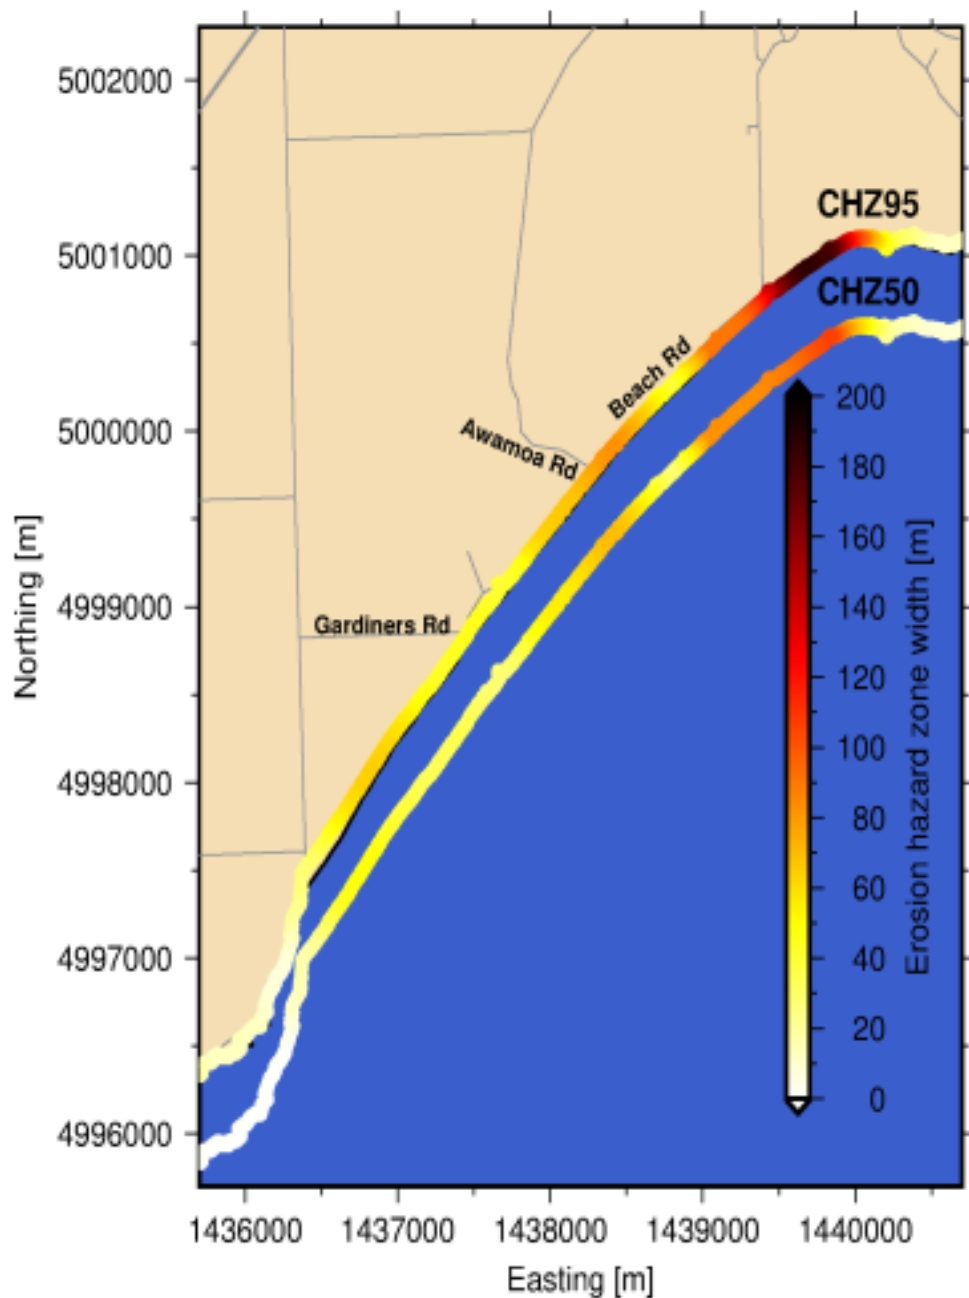 5002000
CHZ95
5001000
CHZ50
Beach Rd
200
5000000
Awamoa Rd
180
160
Northing [m]
Erosion hazard zone width [m]
140
4999000
Gardiners Rd
120
100
4998000
80
60
4997000
40
20
0
4996000
1436000 1437000 1438000 1439000 1440000
Easting [m]